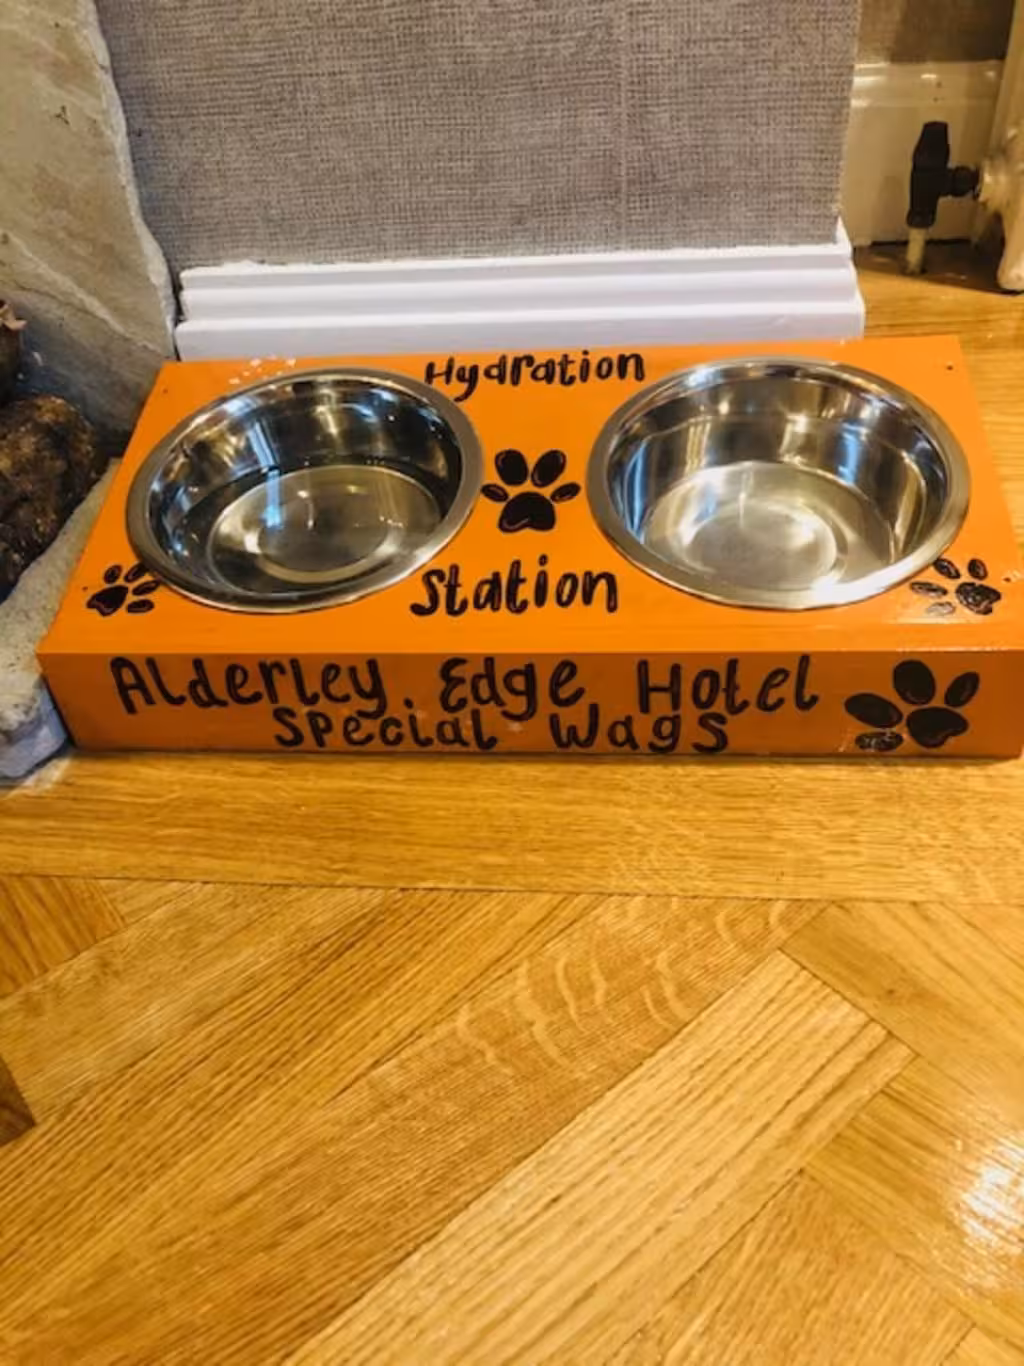 Hydration
Station
Alderley Edge Hotel
Special Wags